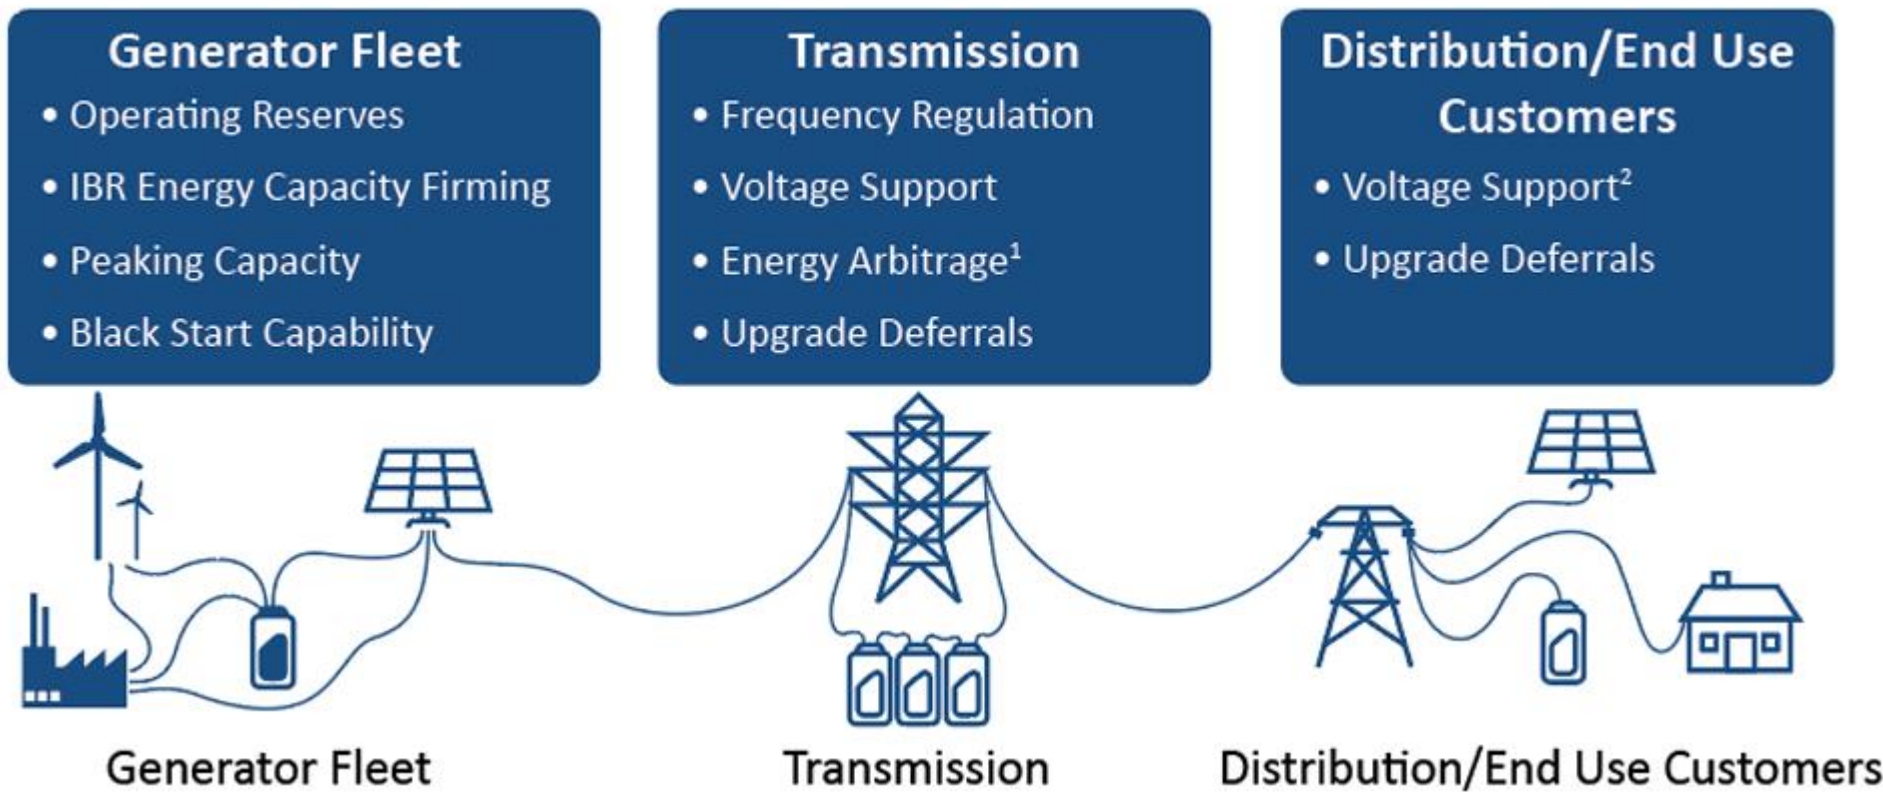 Generator Fleet
• Operating Reserves
• IBR Energy Capacity Firming
• Peaking Capacity
• Black Start Capability
Transmission
• Frequency Regulation
• Voltage Support
• Energy Arbitrage¹
• Upgrade Deferrals
Distribution/End Use
Customers
• Voltage Support²
• Upgrade Deferrals
Generator Fleet
Transmission
Distribution/End Use Customers